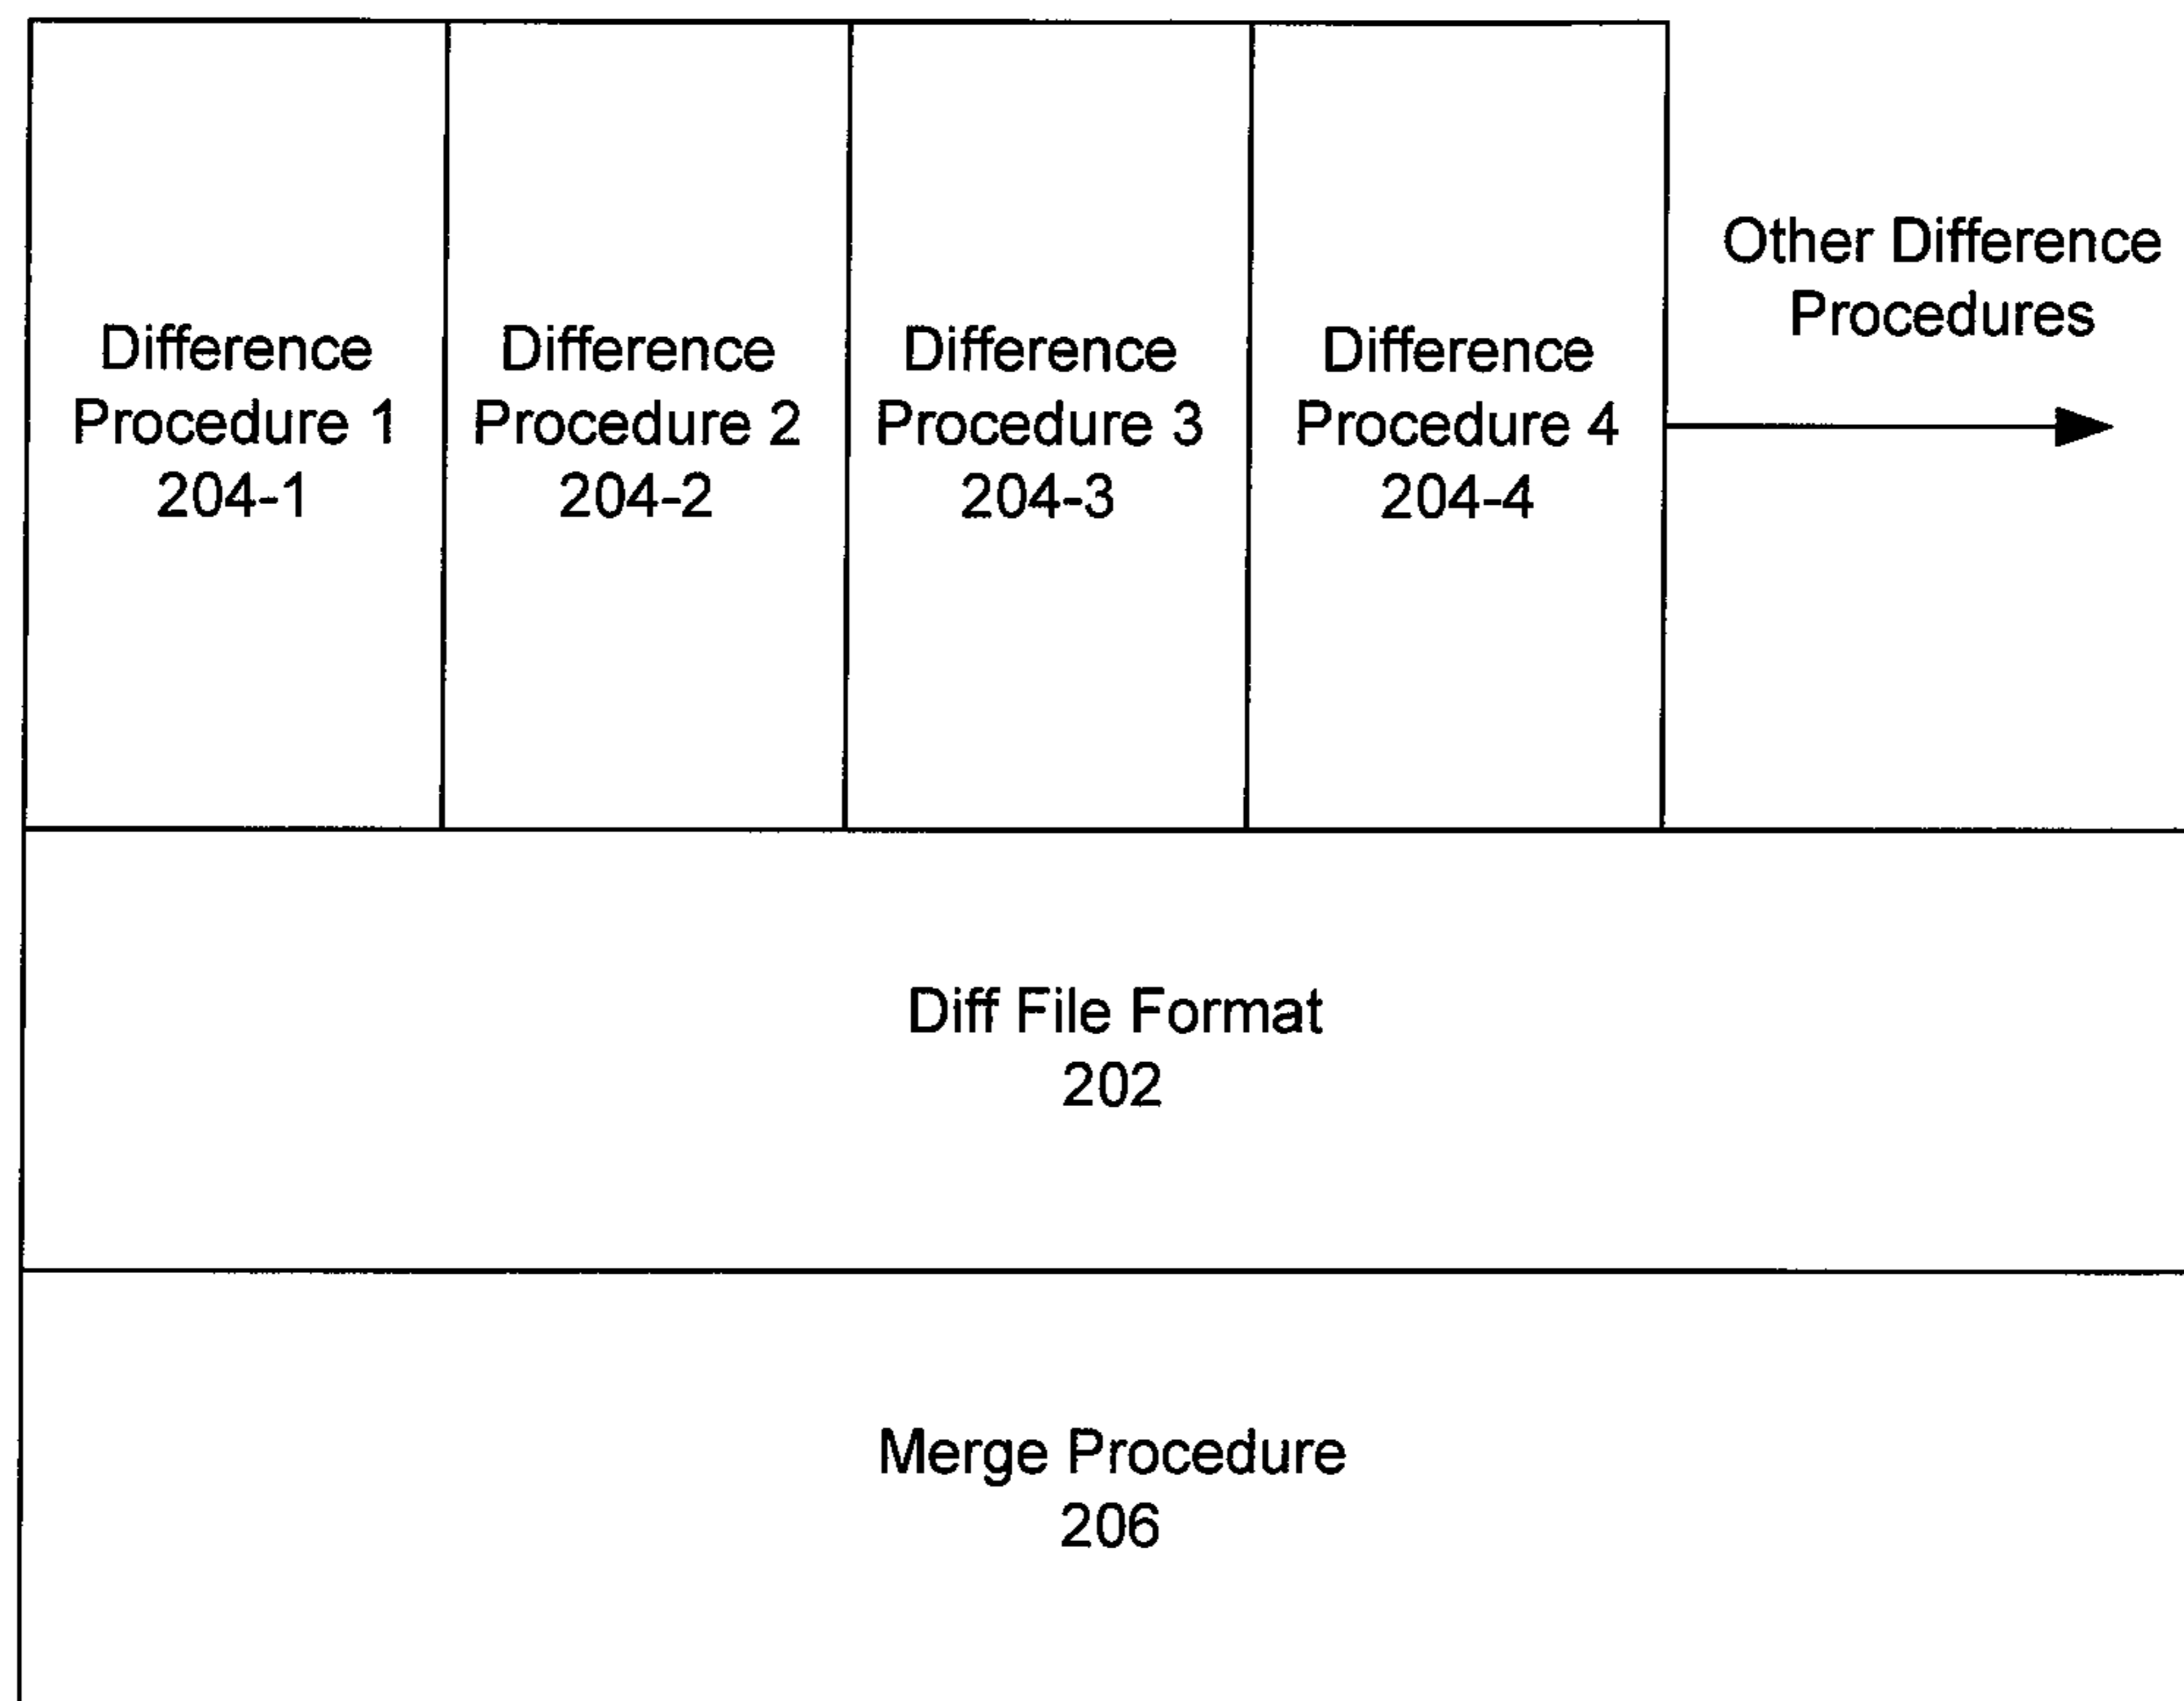 Difference
Procedure 1
204-1
Difference
Procedure 2
204-2
Difference
Procedure 3
204-3
Difference
Procedure 4
204-4
Other Difference
Procedures
Diff File Format
202
Merge Procedure
206